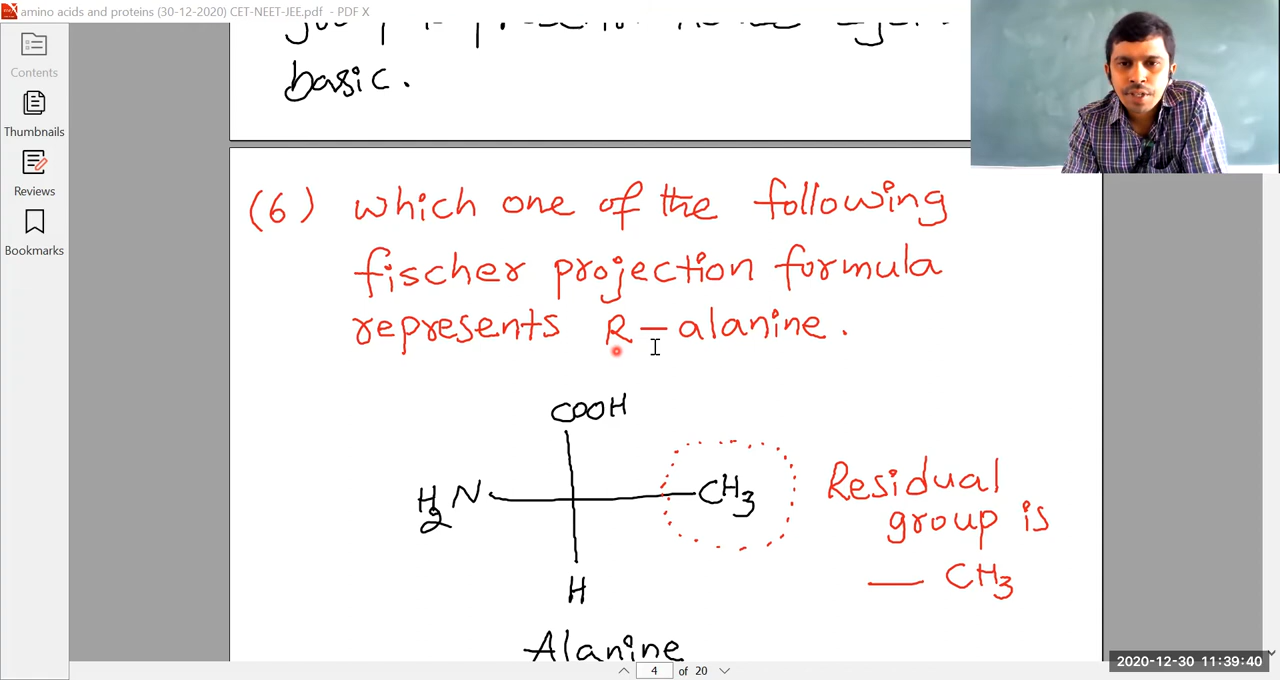 amino acids and proteins (30-12-2020) CET-NEET-JEE.pdf - PDF X
Contents
Thumbnails
Reviews
Bookmarks
basic.
(6) which one of the following
fischer projection formula
represents R - alanine.
COOH
H2N CH3
H
Alanine
Residual
group is
— CH3
4 of 20
2020-12-30 11:39:40